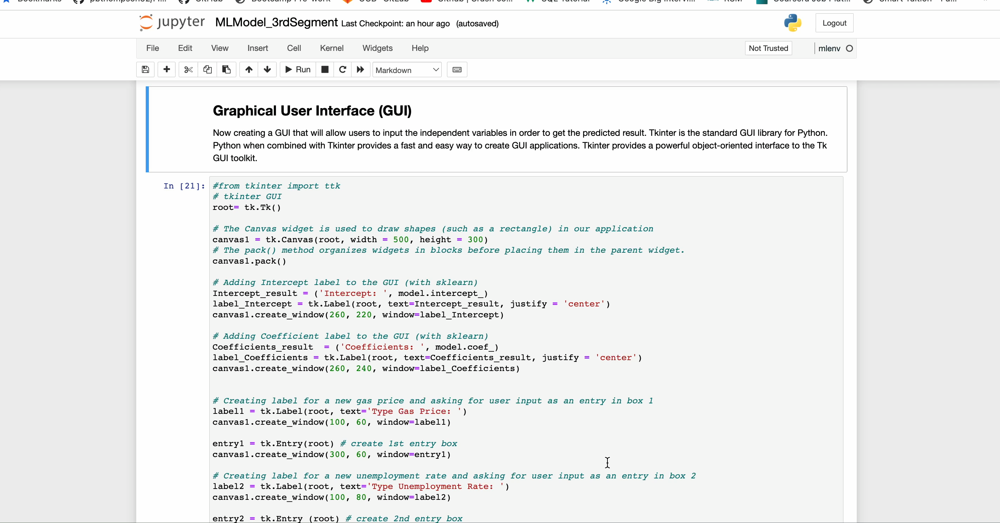 jupyter MLModel_3rdSegment Last Checkpoint: an hour ago (autosaved)
Logout
File Edit View Insert Cell Kernel Widgets Help
Not Trusted
mlenv
Run
Markdown
Graphical User Interface (GUI)
Now creating a GUI that will allow users to input the independent variables in order to get the predicted result. Tkinter is the standard GUI library for Python.
Python when combined with Tkinter provides a fast and easy way to create GUI applications. Tkinter provides a powerful object-oriented interface to the Tk
GUI toolkit.
In [21]:
#from tkinter import ttk
# tkinter GUI
root= tk.Tk()
# The Canvas widget is used to draw shapes (such as a rectangle) in our application
canvas1 = tk.Canvas(root, width = 500, height = 300)
# The pack() method organizes widgets in blocks before placing them in the parent widget.
canvas1.pack()
# Adding Intercept label to the GUI (with sklearn)
Intercept_result = ('Intercept: ', model.intercept_)
label_Intercept = tk.Label(root, text=Intercept_result, justify = 'center')
canvas1.create_window(260, 220, window=label_Intercept)
# Adding Coefficient label to the GUI (with sklearn)
Coefficients_result  = ('Coefficients: ', model.coef_)
label_Coefficients = tk.Label(root, text=Coefficients_result, justify = 'center')
canvas1.create_window(260, 240, window=label_Coefficients)
# Creating label for a new gas price and asking for user input as an entry in box 1
label1 = tk.Label(root, text='Type Gas Price: ')
canvas1.create_window(100, 60, window=label1)
entry1 = tk.Entry(root) # create 1st entry box
canvas1.create_window(300, 60, window=entry1)
# Creating label for a new unemployment rate and asking for user input as an entry in box 2
label2 = tk.Label(root, text='Type Unemployment Rate: ')
canvas1.create_window(100, 80, window=label2)
entry2 = tk.Entry (root) # create 2nd entry box